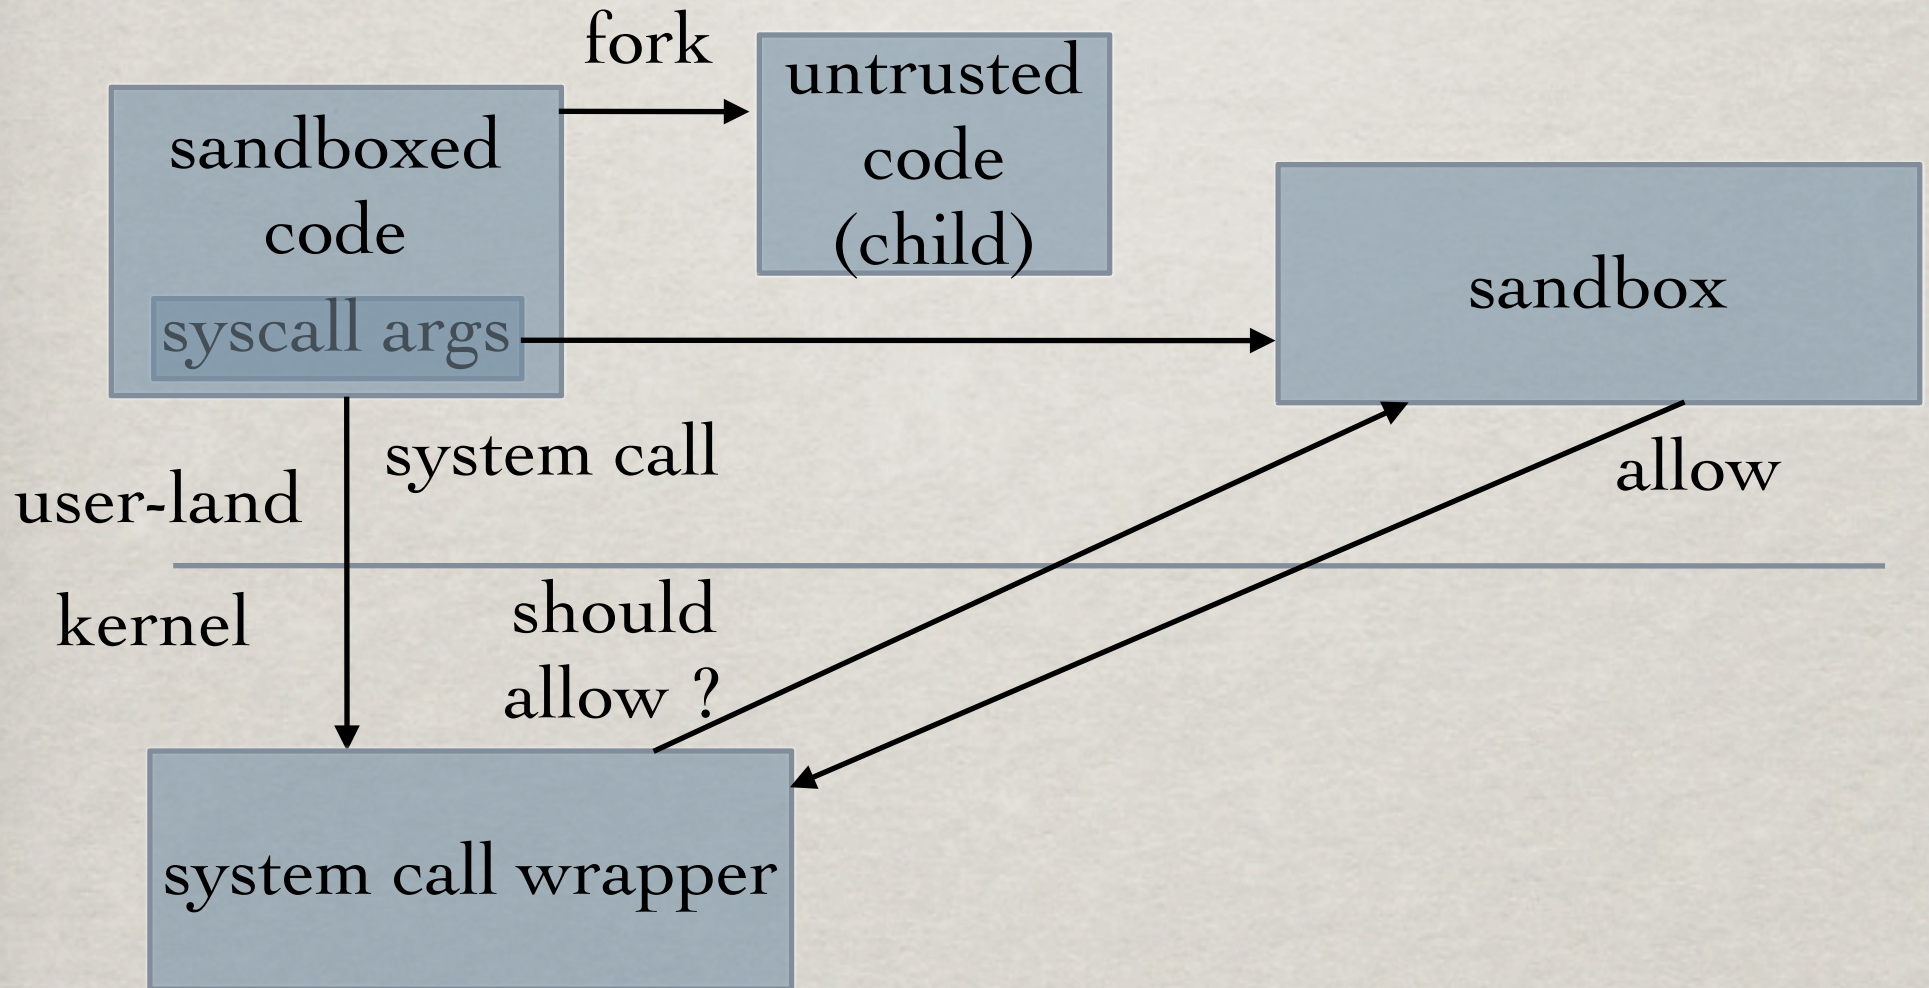 fork
untrusted
code
(child)
sandboxed
code
syscall args
sandbox
system call
user-land
allow
kernel
should
allow ?
system call wrapper